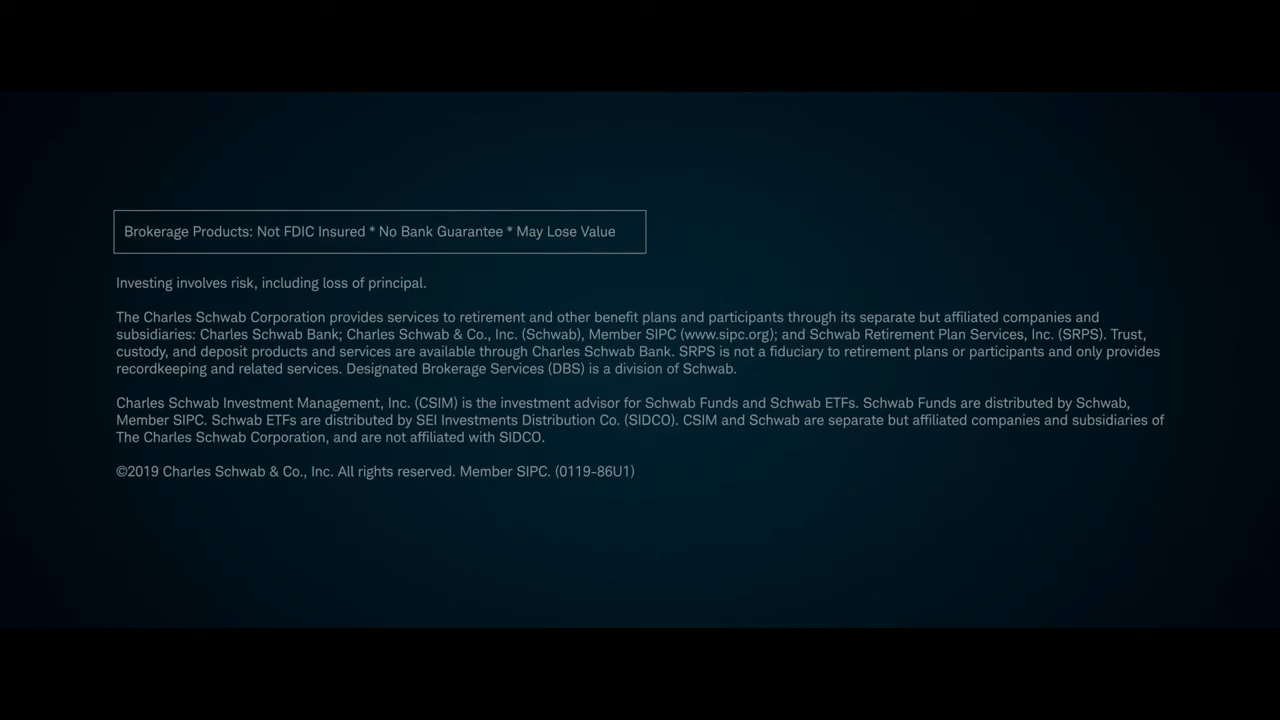 Brokerage Products: Not FDIC Insured * No Bank Guarantee * May Lose Value
Investing involves risk, including loss of principal.
The Charles Schwab Corporation provides services to retirement and other benefit plans and participants through its separate but affiliated companies and
subsidiaries: Charles Schwab Bank; Charles Schwab & Co., Inc. (Schwab), Member SIPC (www.sipc.org); and Schwab Retirement Plan Services, Inc. (SRPS). Trust,
custody, and deposit products and services are available through Charles Schwab Bank. SRPS is not a fiduciary to retirement plans or participants and only provides
recordkeeping and related services. Designated Brokerage Services (DBS) is a division of Schwab.
Charles Schwab Investment Management, Inc. (CSIM) is the investment advisor for Schwab Funds and Schwab ETFs. Schwab Funds are distributed by Schwab,
Member SIPC. Schwab ETFs are distributed by SEI Investments Distribution Co. (SIDCO). CSIM and Schwab are separate but affiliated companies and subsidiaries of
The Charles Schwab Corporation, and are not affiliated with SIDCO.
©2019 Charles Schwab & Co., Inc. All rights reserved. Member SIPC. (0119-86U1)